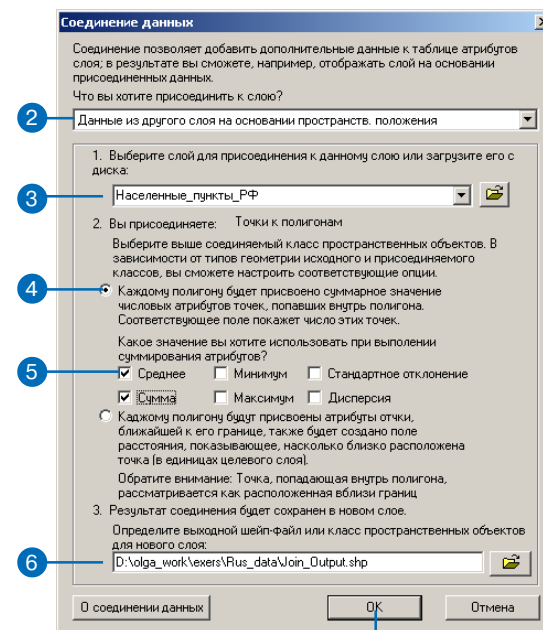 Соединение данных
Соединение позволяет добавить дополнительные данные к таблице атрибутов
слоя; в результате вы сможете, например, отображать слой на основании
присоединенных данных.
Что вы хотите присоединить к слою?
2
Данные из другого слоя на основании пространств. положения
1. Выберите слой для присоединения к данному слою или загрузите его с
диска:
3
Населенные_пункты_РФ
2. Вы присоединяете: Точки к полигонам
Выберите выше соединяемый класс пространственных объектов. В
зависимости от типов геометрии исходного и присоединяемого
классов, вы сможете настроить соответствующие опции.
4
Каждому полигону будет присвоено суммарное значение
числовых атрибутов точек, попавших внутрь полигона.
Соответствующее поле покажет число этих точек.
Какое значение вы хотите использовать при выполении
суммирования атрибутов?
5
Среднее Минимум Стандартное отклонение
Сумма Максимум Дисперсия
Каджому полигону будут присвоены атрибуты отчки,
ближайшей к его границе, также будет создано поле
расстояния, показывающее, насколько близко расположена
точка (в единицах целевого слоя).
Обратите внимание: Точка, попадающая внутрь полигона,
рассматривается как расположенная вблизи границ
3. Результат соединения будет сохранен в новом слое.
Определите выходной шейп-файл или класс пространственных объектов
для нового слоя:
6
D:\olga_work\exers\Rus_data\Join_Output.shp
О соединении данных OK Отмена